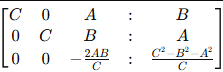 C 0 A : B
0 C B : A
0 0 -2AB/C : (C²-B²-A²)/C